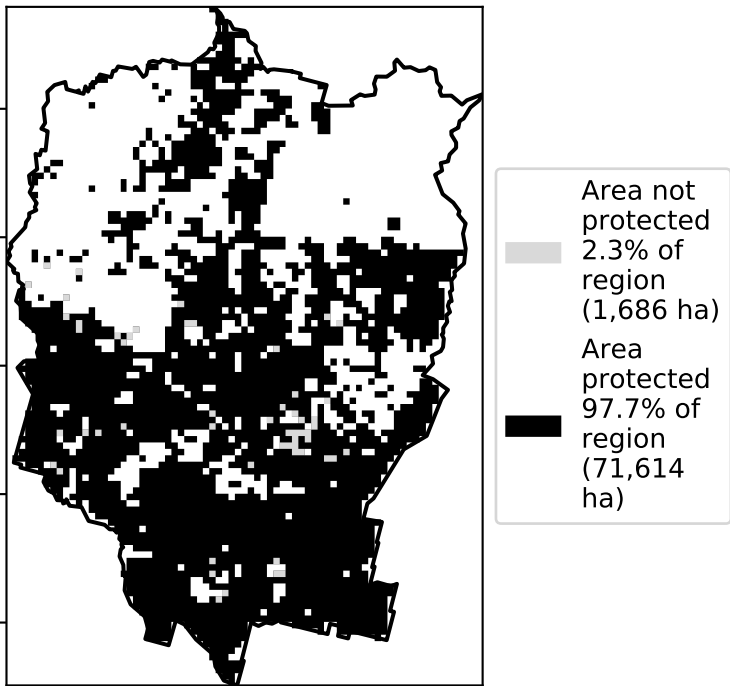 Area not
protected
2.3% of
region
(1,686 ha)
Area
protected
97.7% of
region
(71,614
ha)